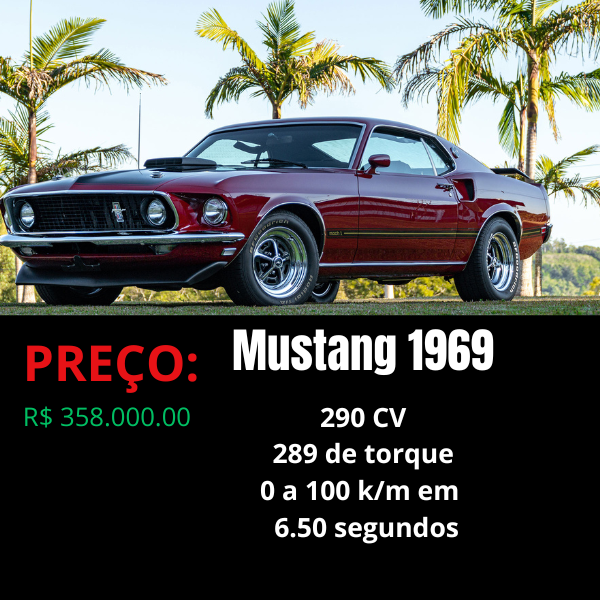 PREÇO:
R$ 358.000.00
Mustang 1969
290 CV
289 de torque
0 a 100 k/m em
6.50 segundos